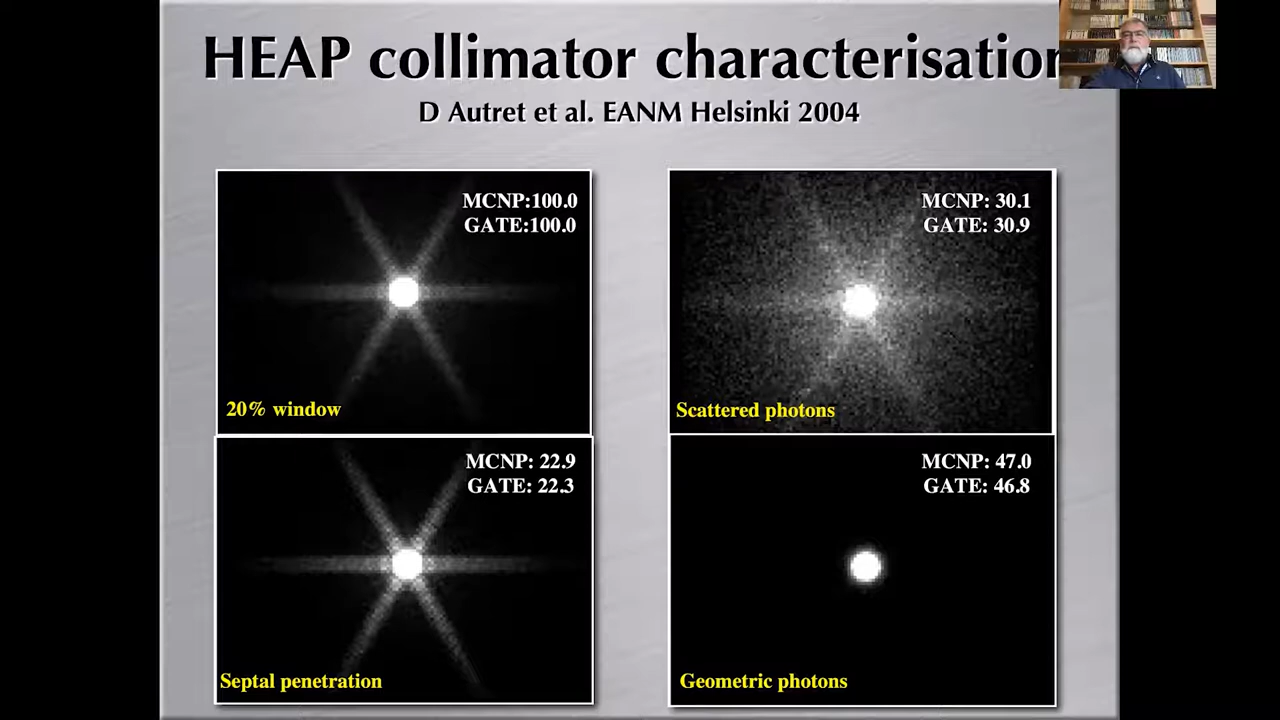 HEAP collimator characterisation
D Autret et al. EANM Helsinki 2004
MCNP:100.0
GATE:100.0
20% window
MCNP: 30.1
GATE: 30.9
Scattered photons
MCNP: 22.9
GATE: 22.3
Septal penetration
MCNP: 47.0
GATE: 46.8
Geometric photons